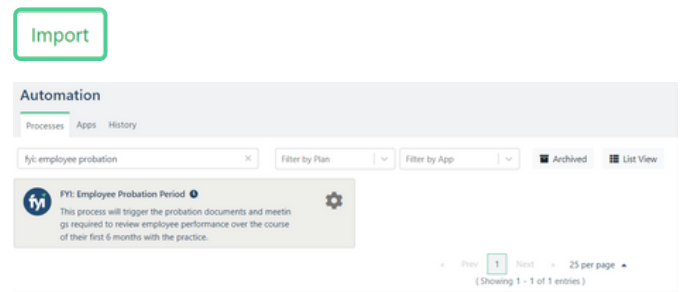 Import
Automation
Processes Apps History
fyi: employee probation × Filter by Plan Filter by App Archived List View
fyi FYI: Employee Probation Period
This process will trigger the probation documents and meetin
gs required to review employee performance over the course
of their first 6 months with the practice.
« Prev 1 Next » 25 per page
( Showing 1 - 1 of 1 entries )